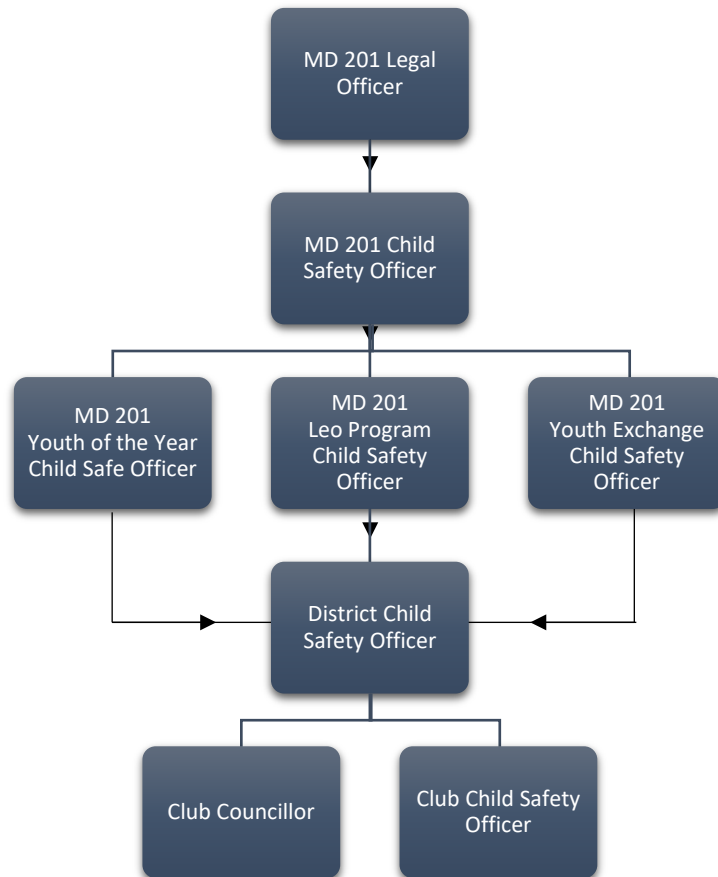 MD 201 Legal
Officer
MD 201 Child
Safety Officer
MD 201
Youth of the Year
Child Safe Officer
MD 201
Leo Program
Child Safety
Officer
MD 201
Youth Exchange
Child Safety
Officer
District Child
Safety Officer
Club Councillor
Club Child Safety
Officer